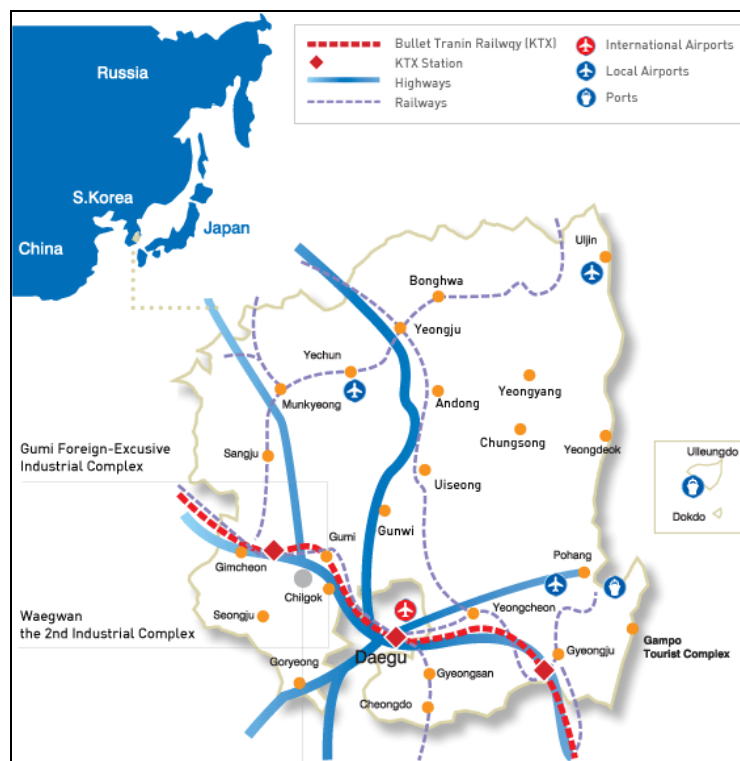 Bullet Tranin Railwqy (KTX)
KTX Station
Highways
Railways
International Airports
Local Airports
Ports
Russia
S.Korea
Japan
China
Uljin
Bonghwa
Yeongju
Yechun
Munkyeong
Andong
Yeongyang
Chungsong
Yeongdeok
Gumi Foreign-Excusive
Industrial Complex
Sangju
Uiseong
Ulleungdo
Dokdo
Gunwi
Gumi
Gimcheon
Pohang
Chilgok
Waegwan
the 2nd Industrial Complex
Seongju
Yeongcheon
Gampo
Tourist Complex
Daegu
Gyeongju
Goryeong
Gyeongsan
Cheongdo